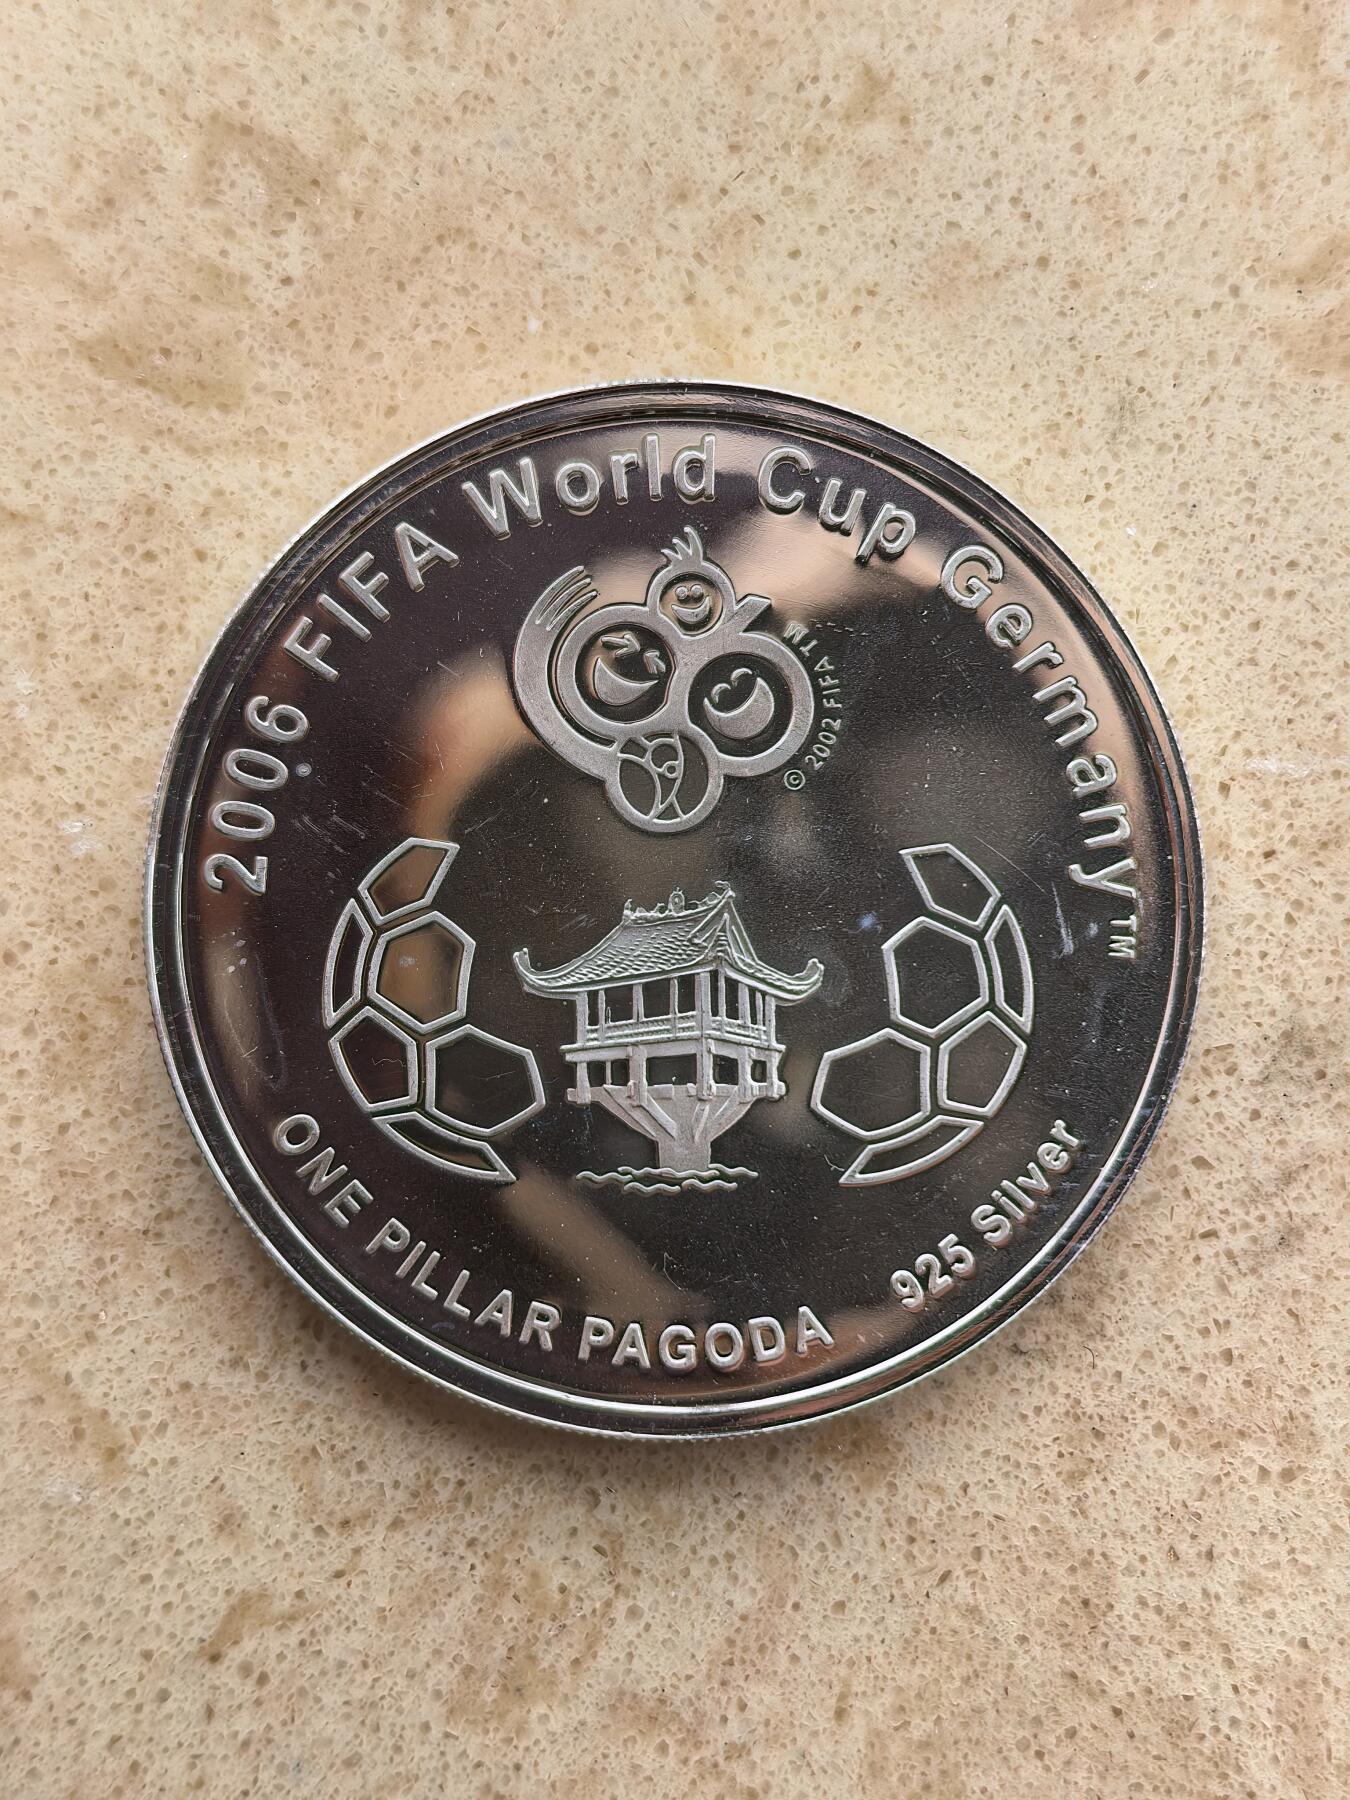 2006 FIFA World Cup Germany™
© 2002 FIFA TM
ONE PILLAR PAGODA
925 Silver